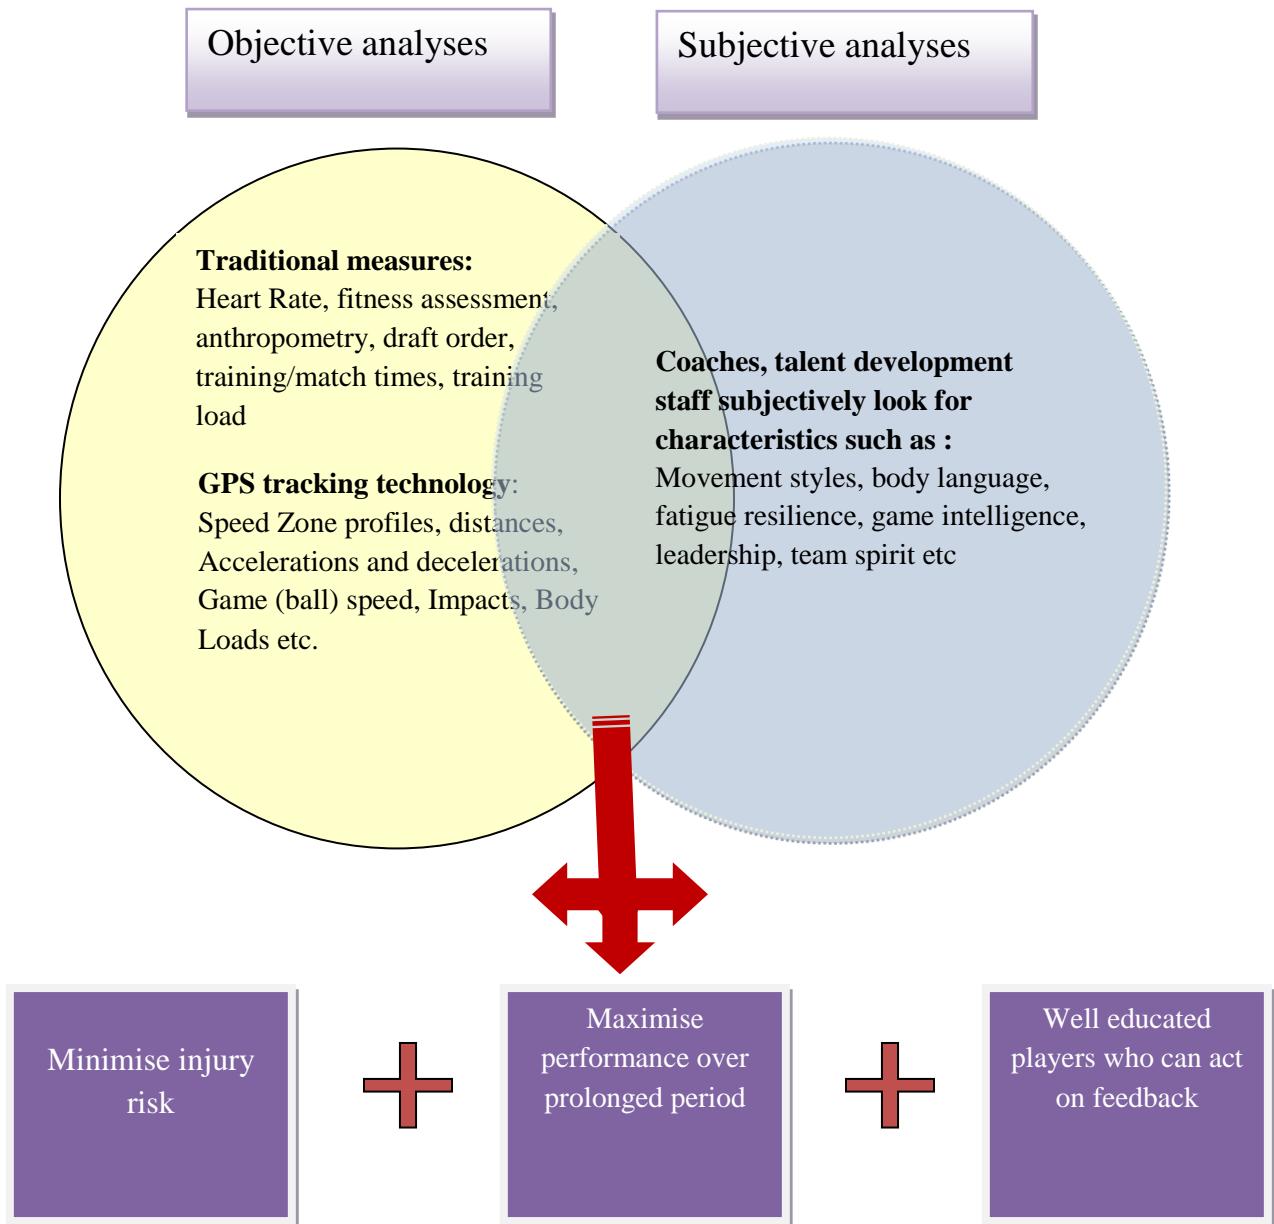 Objective analyses
Subjective analyses
Traditional measures:
Heart Rate, fitness assessment,
anthropometry, draft order,
training/match times, training
load
GPS tracking technology:
Speed Zone profiles, distances,
Accelerations and decelerations,
Game (ball) speed, Impacts, Body
Loads etc.
Coaches, talent development
staff subjectively look for
characteristics such as :
Movement styles, body language,
fatigue resilience, game intelligence,
leadership, team spirit etc
Minimise injury
risk
Maximise
performance over
prolonged period
Well educated
players who can act
on feedback